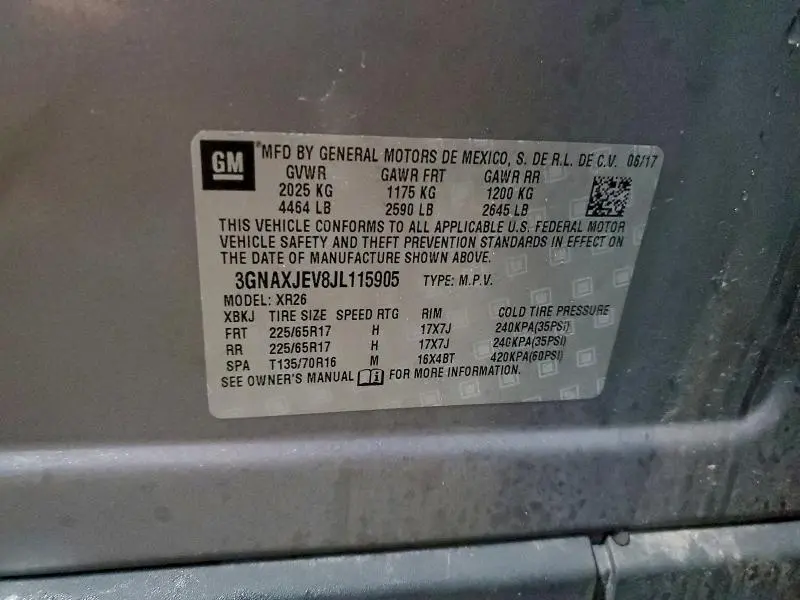 GM ®MFD BY GENERAL MOTORS DE MEXICO, S. DE R.L. DE C.V. 06/17
GVWR GAWR FRT GAWR RR
2025 KG 1175 KG 1200 KG
4464 LB 2590 LB 2645 LB
THIS VEHICLE CONFORMS TO ALL APPLICABLE U.S. FEDERAL MOTOR
VEHICLE SAFETY AND THEFT PREVENTION STANDARDS IN EFFECT ON
THE DATE OF MANUFACTURE SHOWN ABOVE.
3GNAXJEV8JL115905 TYPE: M.P.V.
MODEL: XR26
XBKJ TIRE SIZE SPEED RTG RIM COLD TIRE PRESSURE
FRT 225/65R17 H 17X7J 240KPA(35PSI)
RR 225/65R17 H 17X7J 240KPA(35PSI)
SPA T135/70R16 M 16X4BT 420KPA(60PSI)
SEE OWNER'S MANUAL FOR MORE INFORMATION.